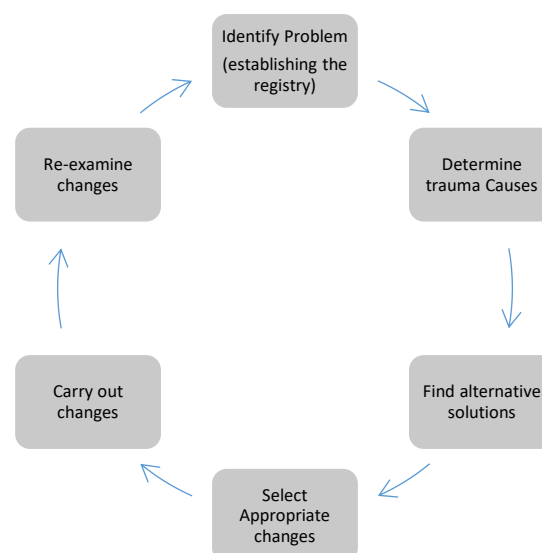 Identify Problem
(establishing the
registry)
Determine
trauma Causes
Find alternative
solutions
Select
Appropriate
changes
Carry out
changes
Re-examine
changes